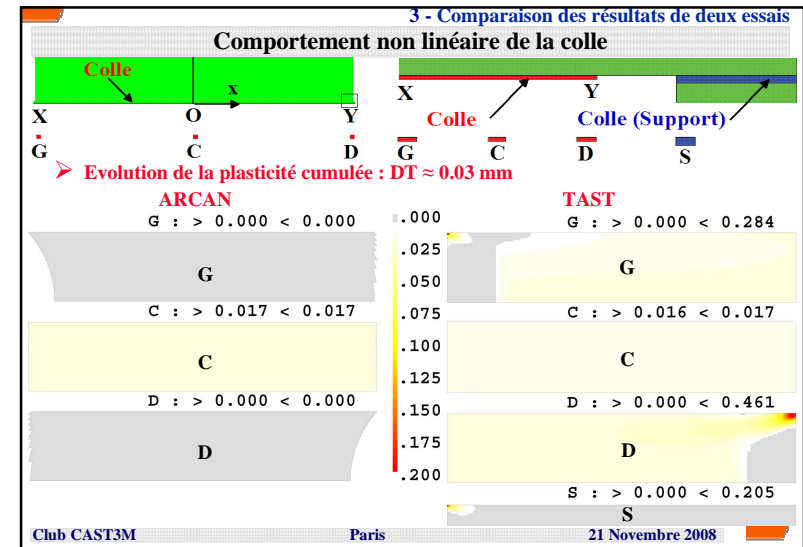 3 - Comparaison des résultats de deux essais
Comportement non linéaire de la colle
Colle
x
X O Y
G C D
X Y
Colle Colle (Support)
G C D S
➢ Evolution de la plasticité cumulée : DT ≈ 0.03 mm
ARCAN
G : > 0.000 < 0.000
G
C : > 0.017 < 0.017
C
D : > 0.000 < 0.000
D
.000
.025
.050
.075
.100
.125
.150
.175
.200
TAST
G : > 0.000 < 0.284
G
C : > 0.016 < 0.017
C
D : > 0.000 < 0.461
D
S : > 0.000 < 0.205
S
Club CAST3M Paris 21 Novembre 2008